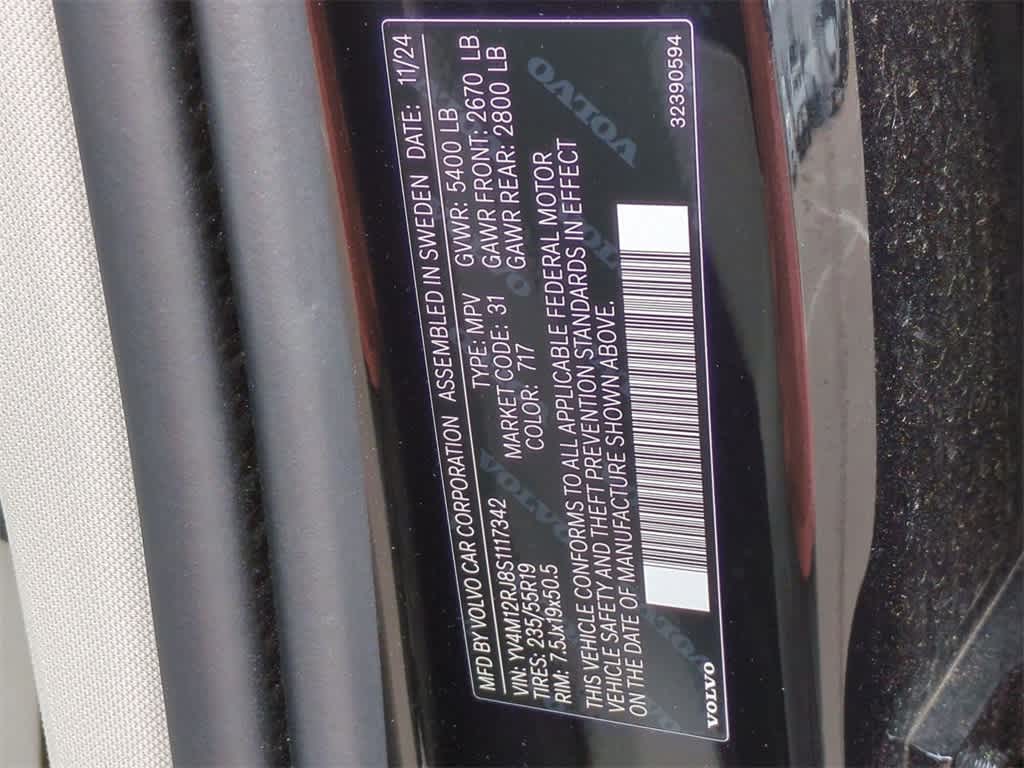 MFD BY VOLVO CAR CORPORATION ASSEMBLED IN SWEDEN DATE: 11/24
VIN: YV4M12RJ8S1117342 TYPE: MPV GVWR: 5400 LB
TIRES: 235/55R19 MARKET CODE: 31 GAWR FRONT: 2670 LB
RIM: 7.5Jx19x50.5 COLOR: 717 GAWR REAR: 2800 LB
THIS VEHICLE CONFORMS TO ALL APPLICABLE FEDERAL MOTOR
VEHICLE SAFETY AND THEFT PREVENTION STANDARDS IN EFFECT
ON THE DATE OF MANUFACTURE SHOWN ABOVE.
VOLVO 32390594